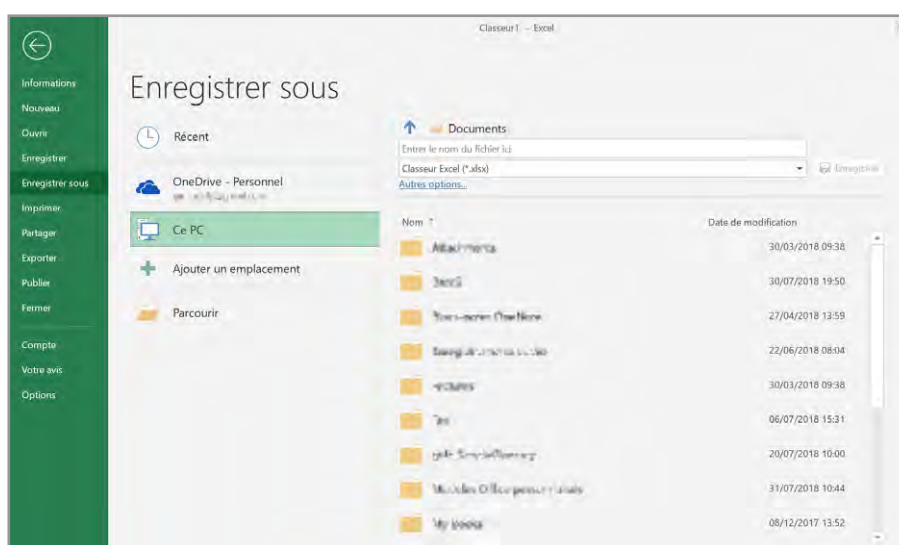 Classeur1 - Excel
Informations
Nouveau
Ouvrir
Enregistrer
Enregistrer sous
Imprimer
Partager
Exporter
Publier
Fermer
Compte
Votre avis
Options
Enregistrer sous
Récent
OneDrive - Personnel
Ce PC
Ajouter un emplacement
Parcourir
Documents
Entrer le nom du fichier ici
Classeur Excel (*.xlsx)
Enregistrer
Autres options...
Nom Date de modification
Attachments 30/03/2018 09:38
30/07/2018 19:50
27/04/2018 13:59
22/06/2018 08:04
30/03/2018 09:38
06/07/2018 15:31
20/07/2018 10:00
31/07/2018 10:44
08/12/2017 13:52